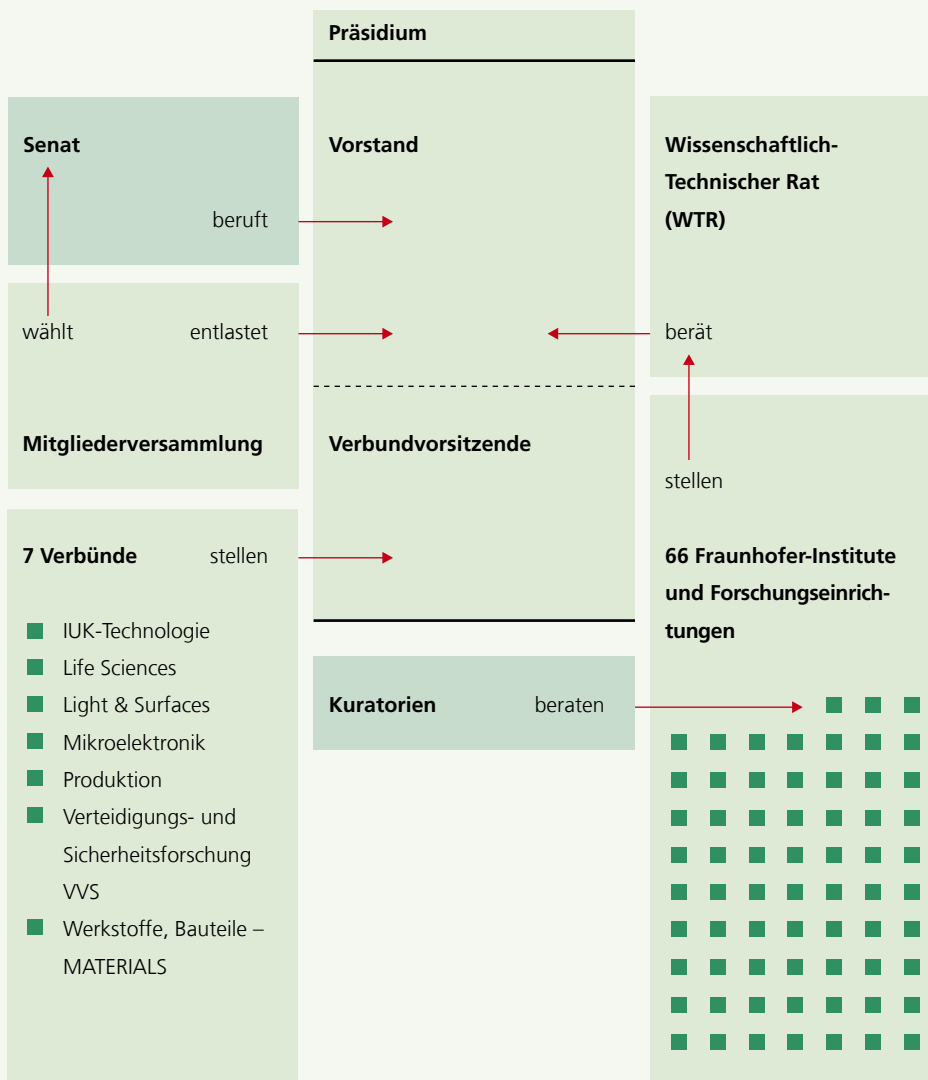 Präsidium
Senat
beruft
Vorstand
Wissenschaftlich-
Technischer Rat
(WTR)
wählt entlastet
berät
Mitgliederversammlung
Verbundvorsitzende
stellen
7 Verbünde stellen
IUK-Technologie
Life Sciences
Light & Surfaces
Mikroelektronik
Produktion
Verteidigungs- und
Sicherheitsforschung
VVS
Werkstoffe, Bauteile –
MATERIALS
Kuratorien beraten
66 Fraunhofer-Institute
und Forschungseinrich-
tungen